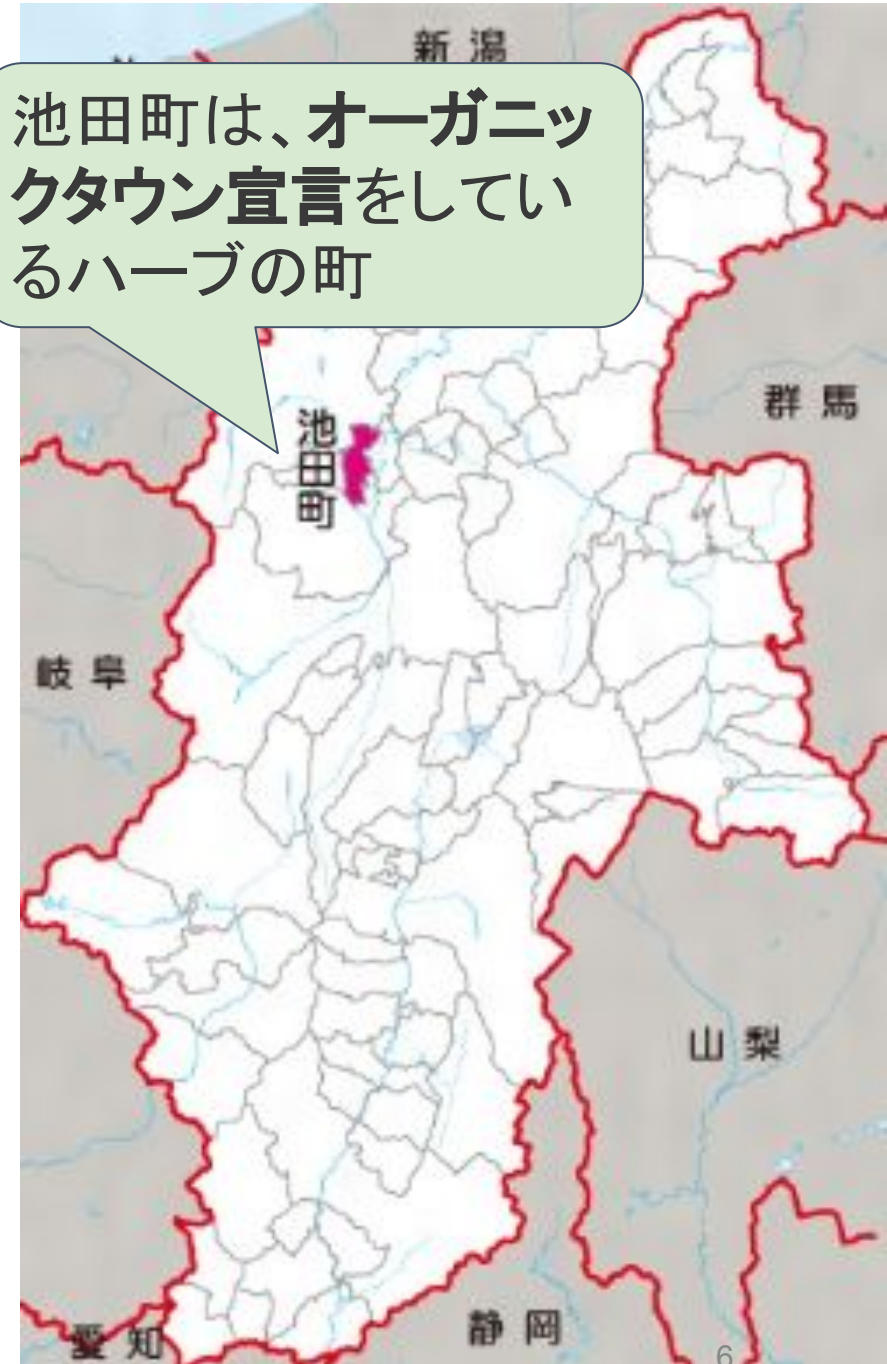 新潟
池田町は、オーガニッ
クタウン宣言をしてい
るハーブの町
群馬
池田町
岐阜
山梨
愛知
静岡
6